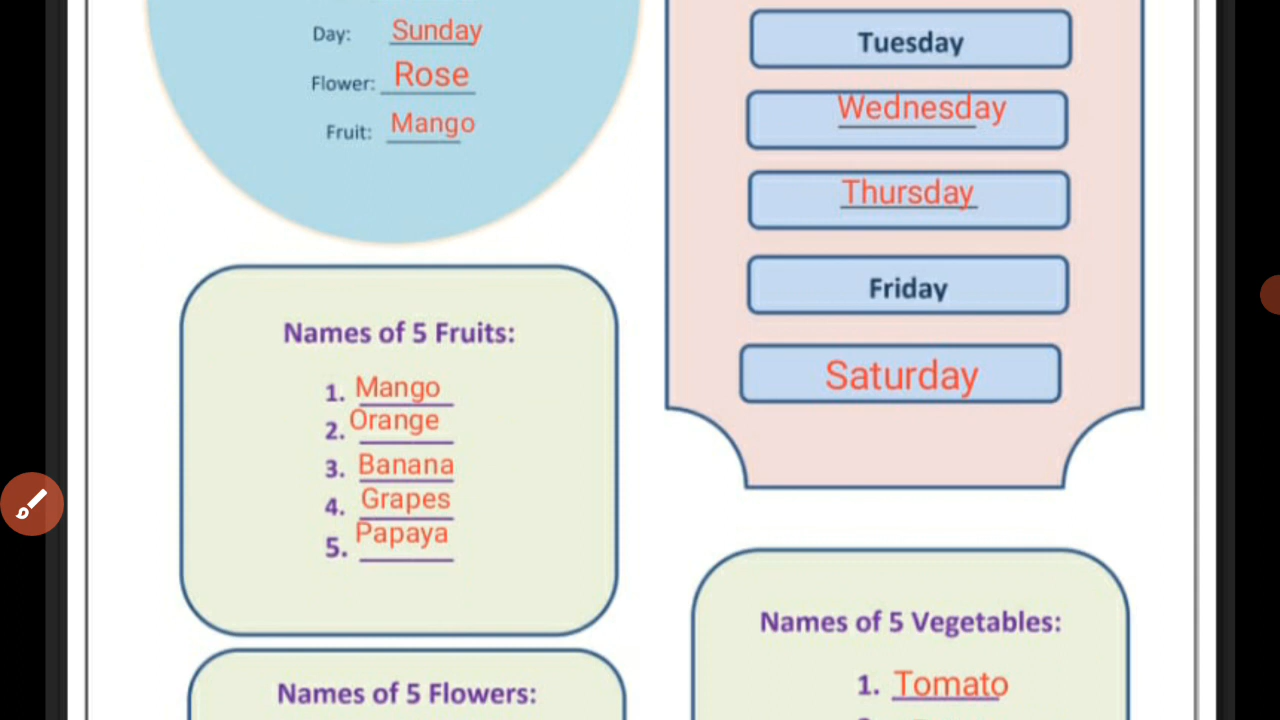 Day: Sunday
Flower: Rose
Fruit: Mango
Tuesday
Wednesday
Thursday
Friday
Saturday
Names of 5 Fruits:
1. Mango
2. Orange
3. Banana
4. Grapes
5. Papaya
Names of 5 Flowers:
Names of 5 Vegetables:
1. Tomato